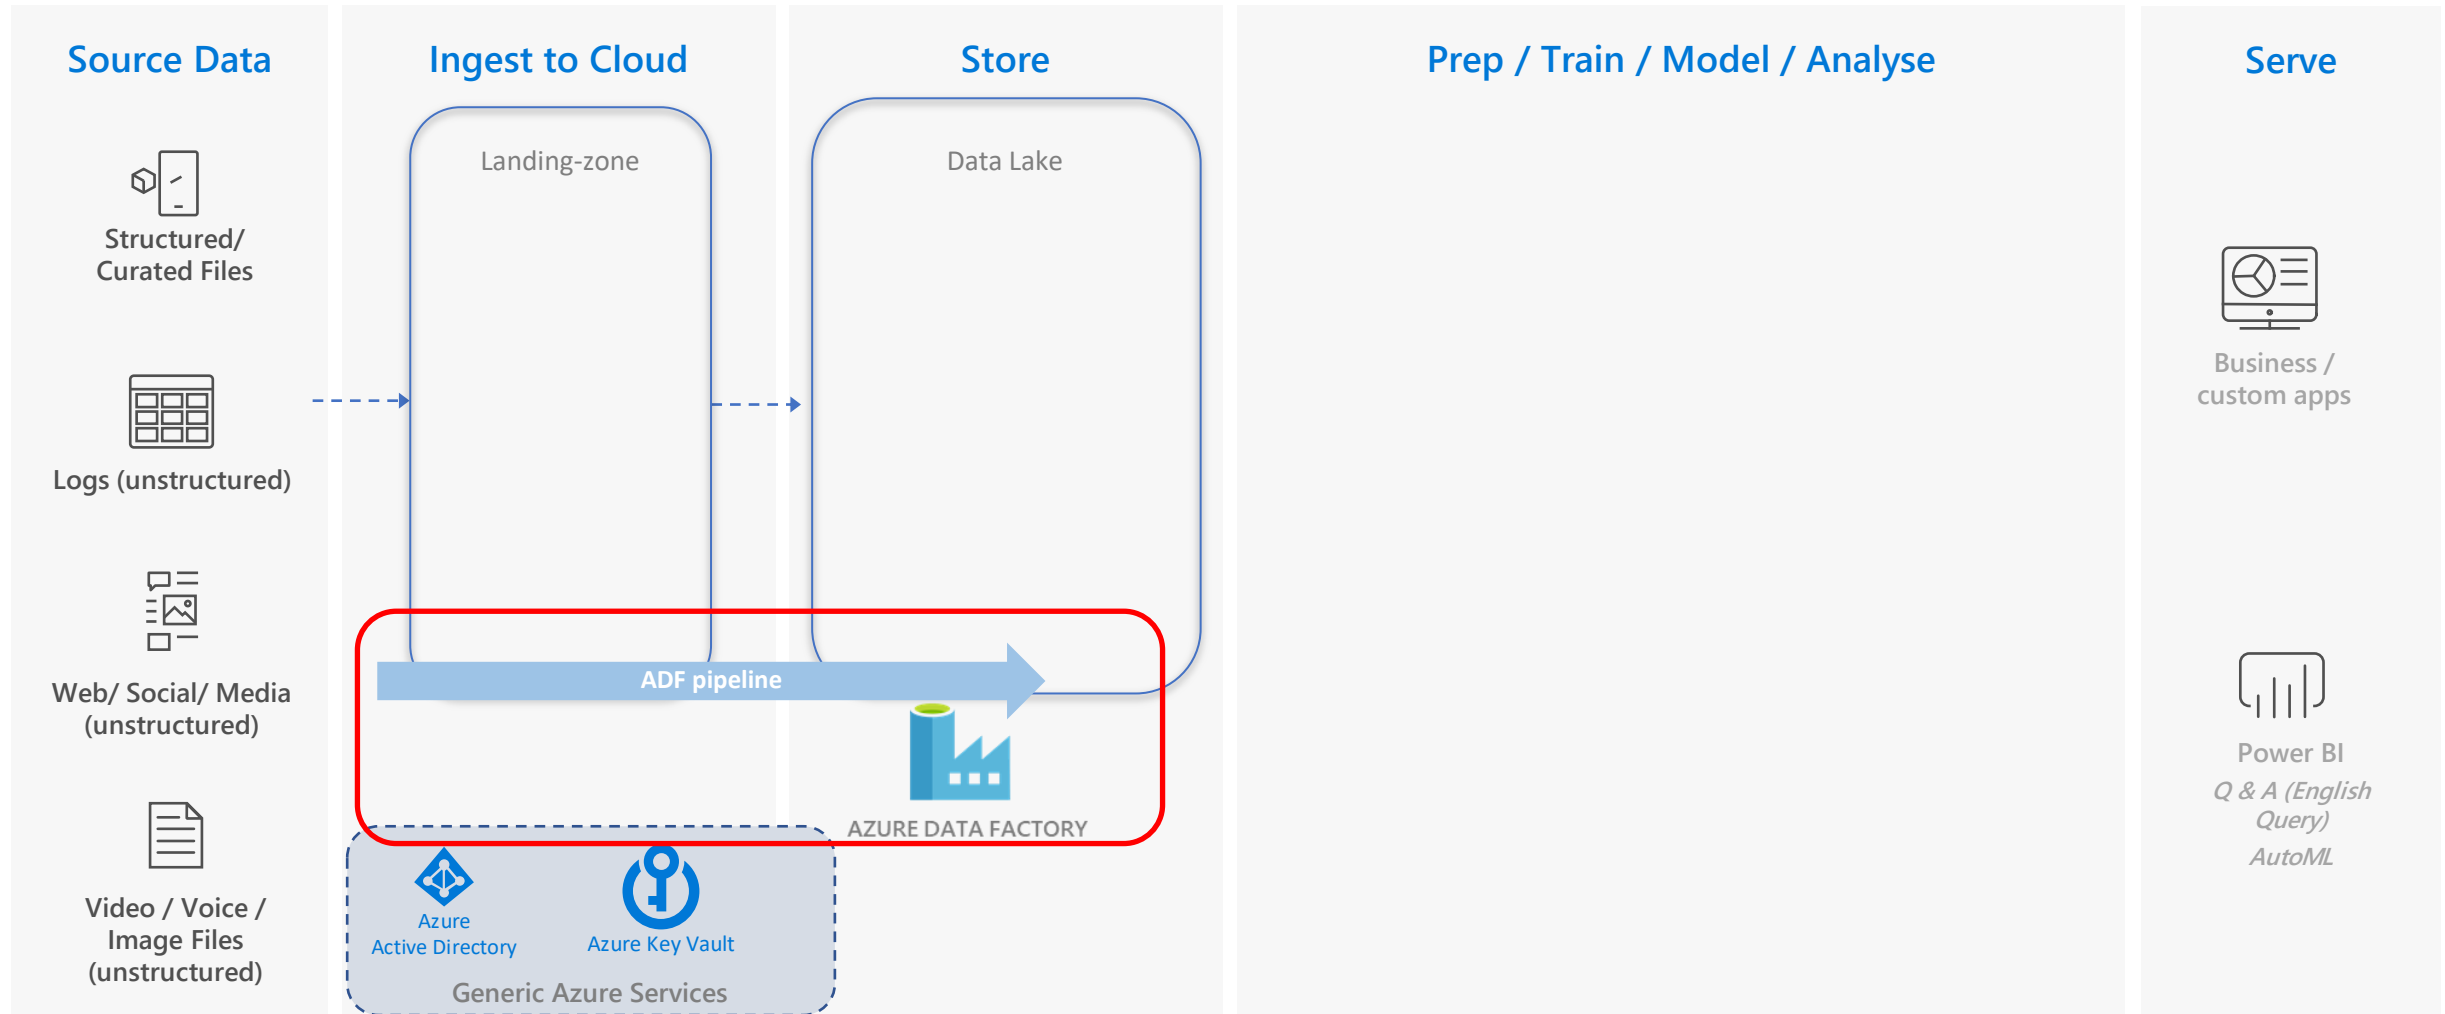 Source Data
Structured/
Curated Files
Logs (unstructured)
Web/ Social/ Media
(unstructured)
Video / Voice /
Image Files
(unstructured)
Ingest to Cloud
Landing-zone
Store
Data Lake
ADF pipeline
AZURE DATA FACTORY
Azure
Active Directory
Azure Key Vault
Generic Azure Services
Prep / Train / Model / Analyse
Serve
Business /
custom apps
Power BI
Q & A (English
Query)
AutoML